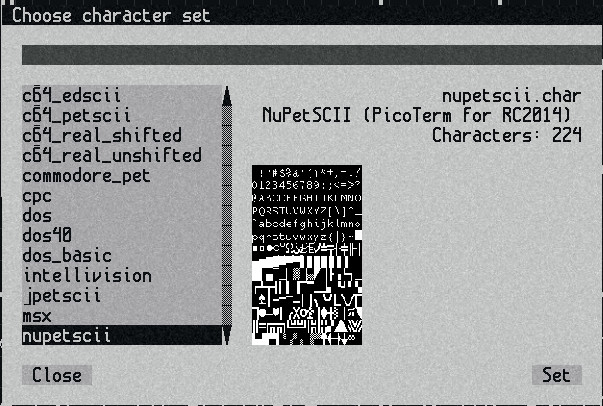 Choose character set
c64_edscii
c64_petscii
c64_real_shifted
c64_real_unshifted
commodore_pet
cpc
dos
dos40
dos_basic
intellivision
jpetscii
msx
nupetscii
nupetscii.char
NuPetSCII (PicoTerm for RC2014)
Characters: 224
0123456789:;<=>?
@ABCDEFGHIJKLMNO
PQRSTUVWXYZ[\]^_
`abcdefghijklmno
pqrstuvwxyz{|}~
Close
Set